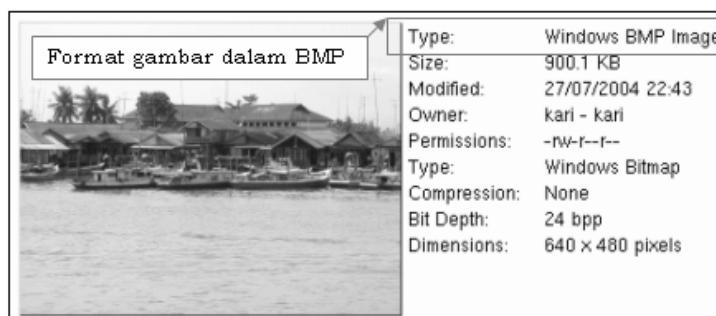 Format gambar dalam BMP
Type: Windows BMP Image
Size: 900.1 KB
Modified: 27/07/2004 22:43
Owner: kari - kari
Permissions: -rw-r--r--
Type: Windows Bitmap
Compression: None
Bit Depth: 24 bpp
Dimensions: 640 x 480 pixels